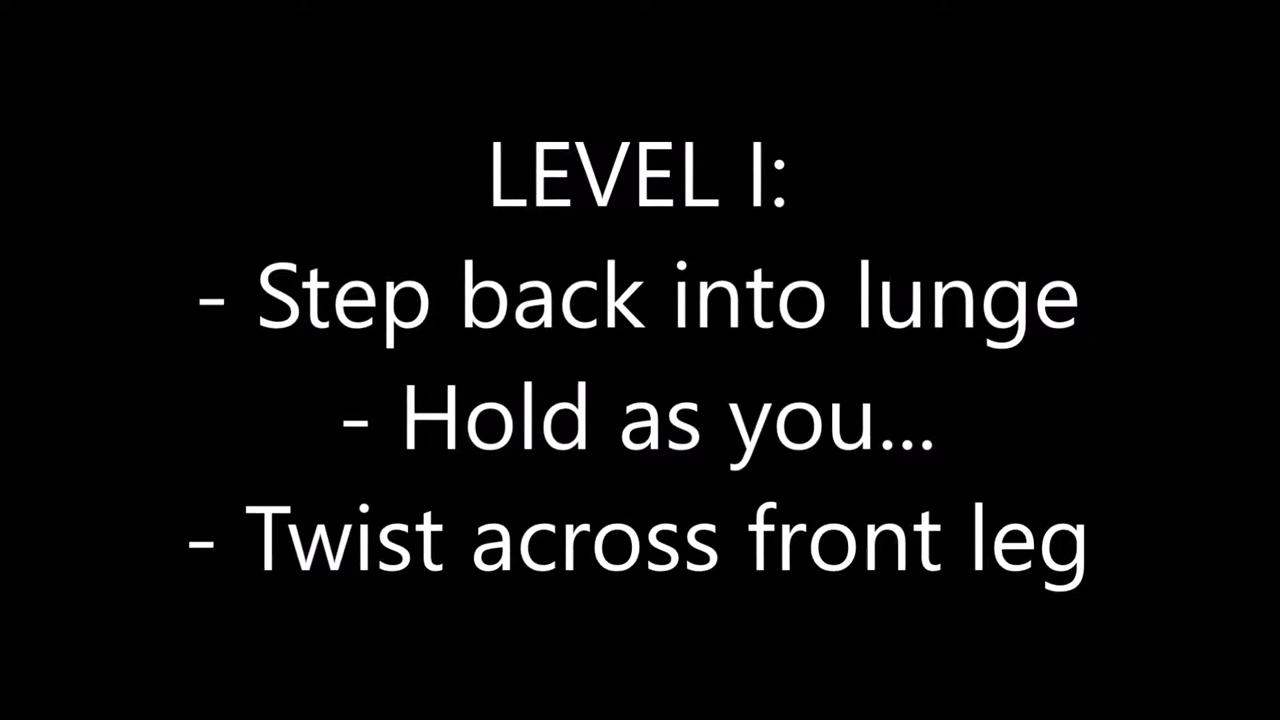 LEVEL I:
- Step back into lunge
- Hold as you...
- Twist across front leg